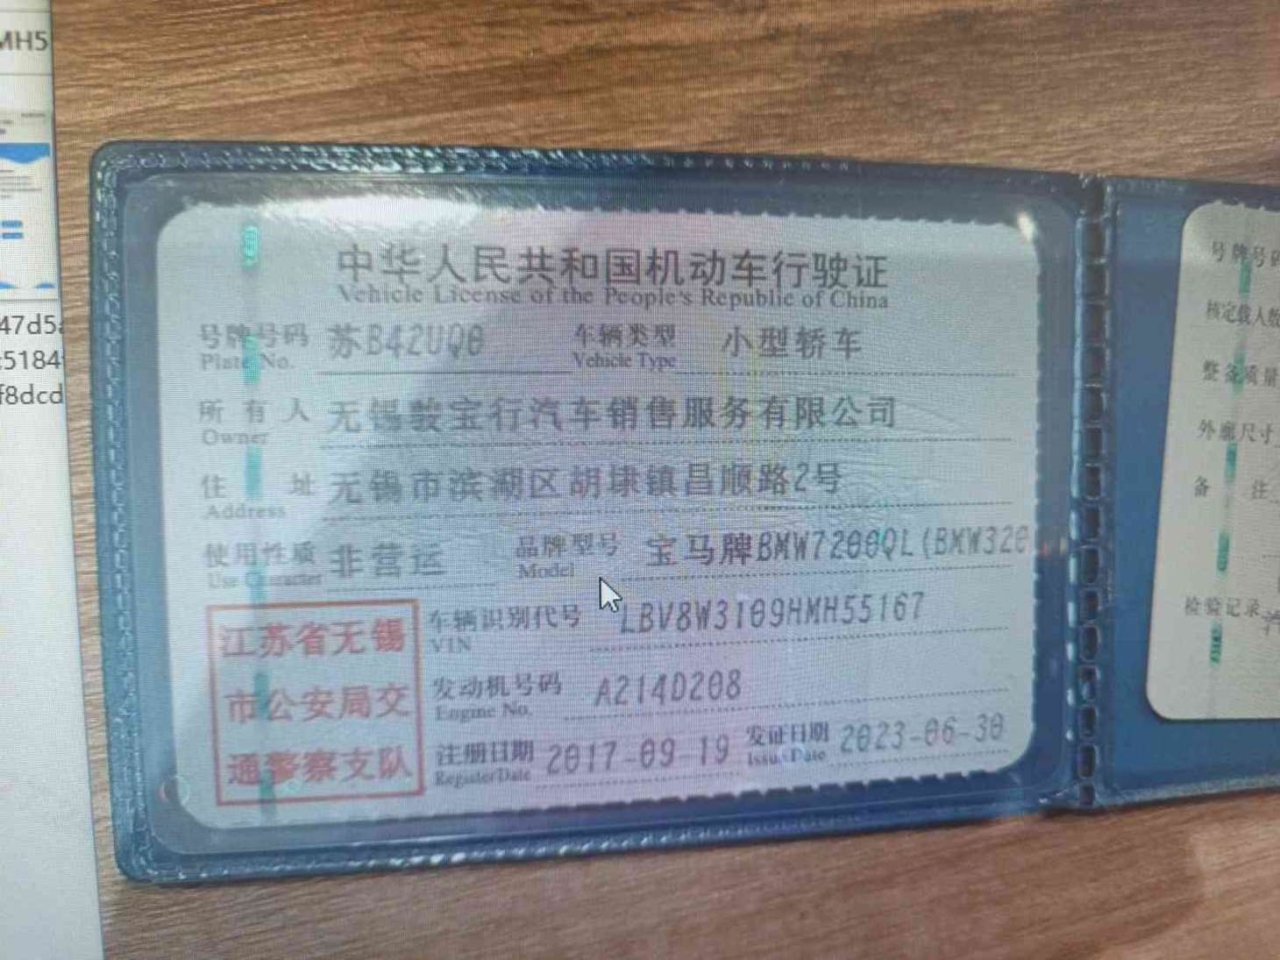 MH5
47d5
5184
f8dcd
中华人民共和国机动车行驶证
Vehicle License of the People's Republic of China
号牌号码 苏B42UQ0 车辆类型 小型轿车
Plate No. Vehicle Type
所有人 无锡骏宝行汽车销售服务有限公司
Owner
住址 无锡市滨湖区胡埭镇昌顺路2号
Address
使用性质 非营运 品牌型号 宝马牌BMW7200QL(BMW320
Use Character Model
车辆识别代号 LBV8W3109HMH55167
VIN
发动机号码 A214D208
Engine No.
注册日期 2017-09-19 发证日期 2023-06-30
Register Date Issue Date
江苏省无锡
市公安局交
通警察支队
号牌号码
核定载人
整备质量
外廓尺寸
备注
检验记录